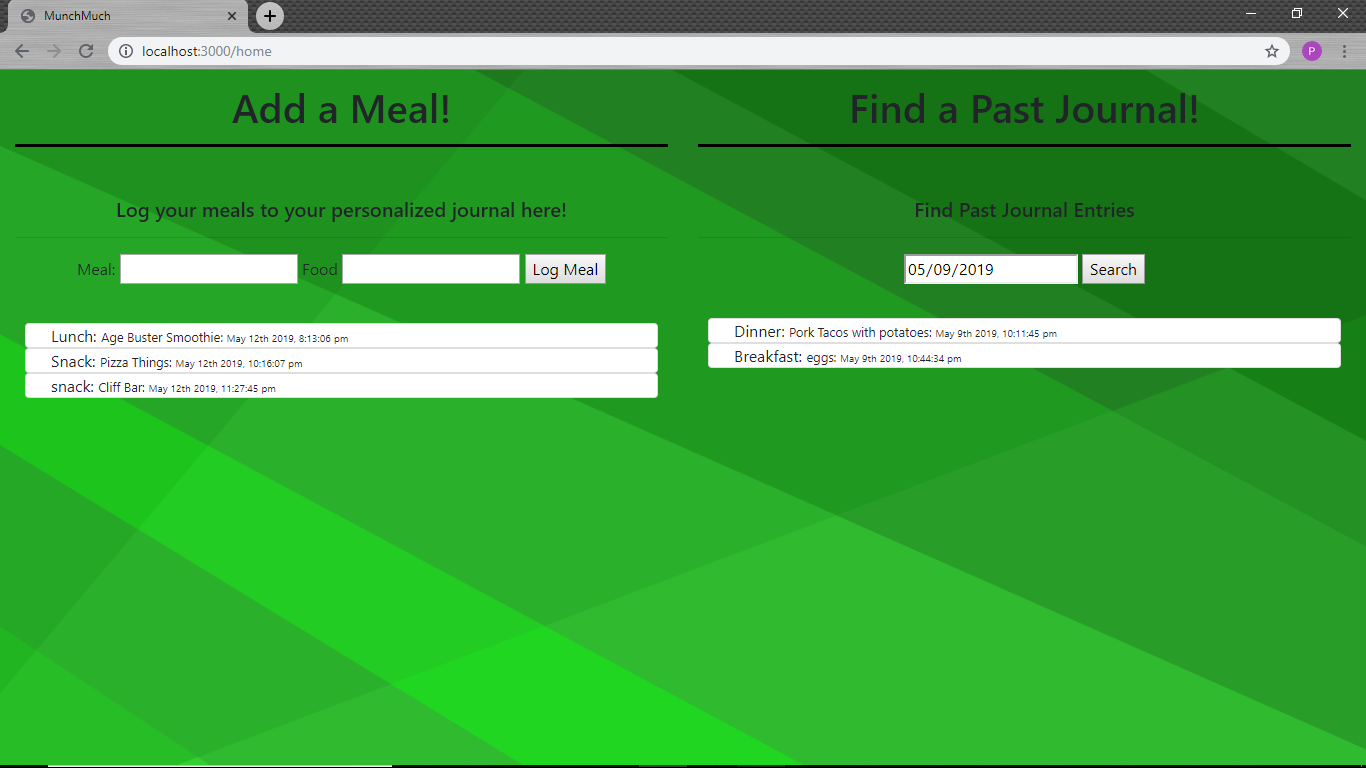 MunchMuch
localhost:3000/home
P
Add a Meal!
Log your meals to your personalized journal here!
Meal: Food Log Meal
Lunch: Age Buster Smoothie: May 12th 2019, 8:13:06 pm
Snack: Pizza Things: May 12th 2019, 10:16:07 pm
snack: Cliff Bar: May 12th 2019, 11:27:45 pm
Find a Past Journal!
Find Past Journal Entries
05/09/2019 Search
Dinner: Pork Tacos with potatoes: May 9th 2019, 10:11:45 pm
Breakfast: eggs: May 9th 2019, 10:44:34 pm